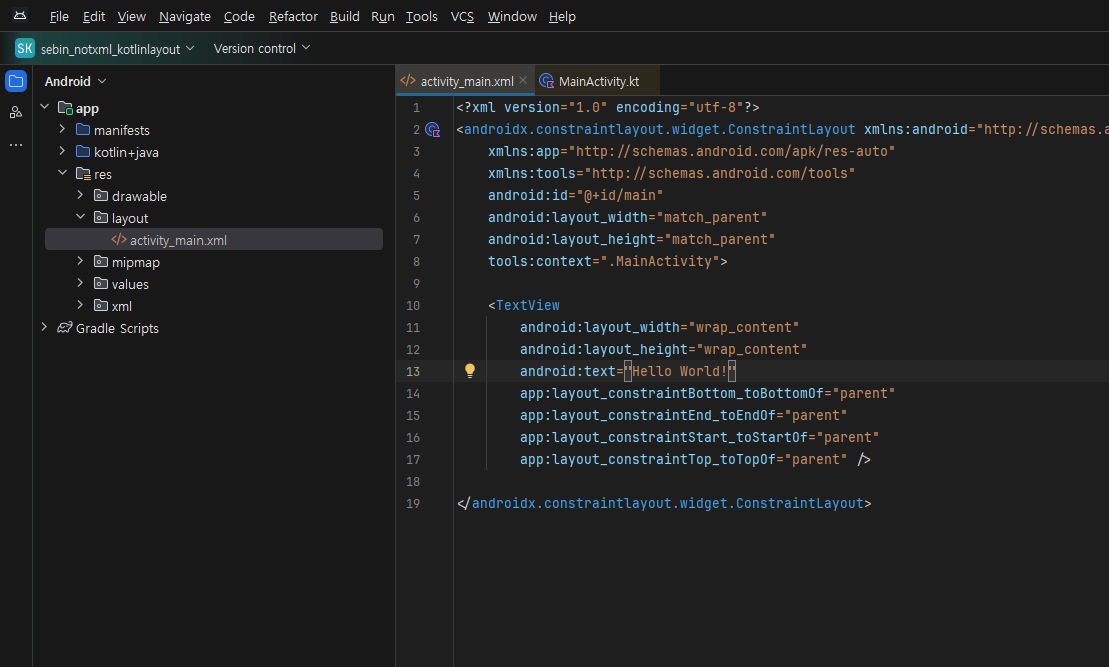 File Edit View Navigate Code Refactor Build Run Tools VCS Window Help
SK sebin_notxml_kotlinlayout Version control
Android
app
manifests
kotlin+java
res
drawable
layout
activity_main.xml
mipmap
values
xml
Gradle Scripts
activity_main.xml MainActivity.kt
1 <?xml version="1.0" encoding="utf-8"?>
2 <androidx.constraintlayout.widget.ConstraintLayout xmlns:android="http://schemas.a
3 xmlns:app="http://schemas.android.com/apk/res-auto"
4 xmlns:tools="http://schemas.android.com/tools"
5 android:id="@+id/main"
6 android:layout_width="match_parent"
7 android:layout_height="match_parent"
8 tools:context=".MainActivity">
9
10 <TextView
11 android:layout_width="wrap_content"
12 android:layout_height="wrap_content"
13 android:text="Hello World!"
14 app:layout_constraintBottom_toBottomOf="parent"
15 app:layout_constraintEnd_toEndOf="parent"
16 app:layout_constraintStart_toStartOf="parent"
17 app:layout_constraintTop_toTopOf="parent" />
18
19 </androidx.constraintlayout.widget.ConstraintLayout>